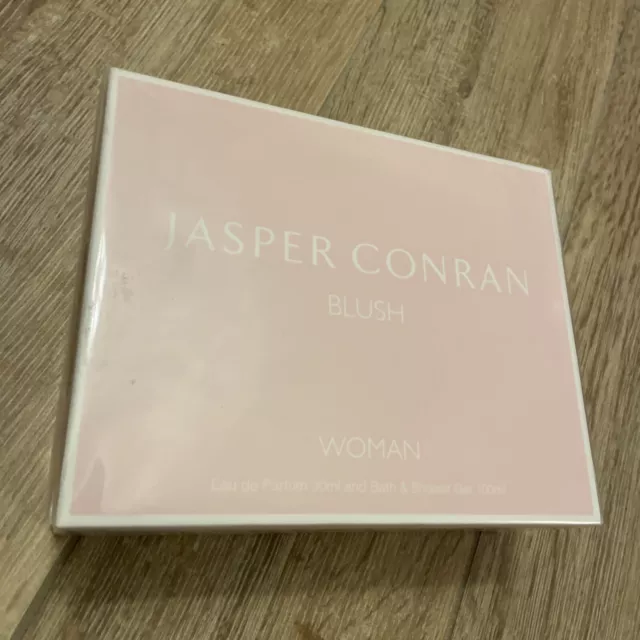 JASPER CONRAN
BLUSH
WOMAN
Eau de Parfum 30ml and Bath & Shower Gel 100ml